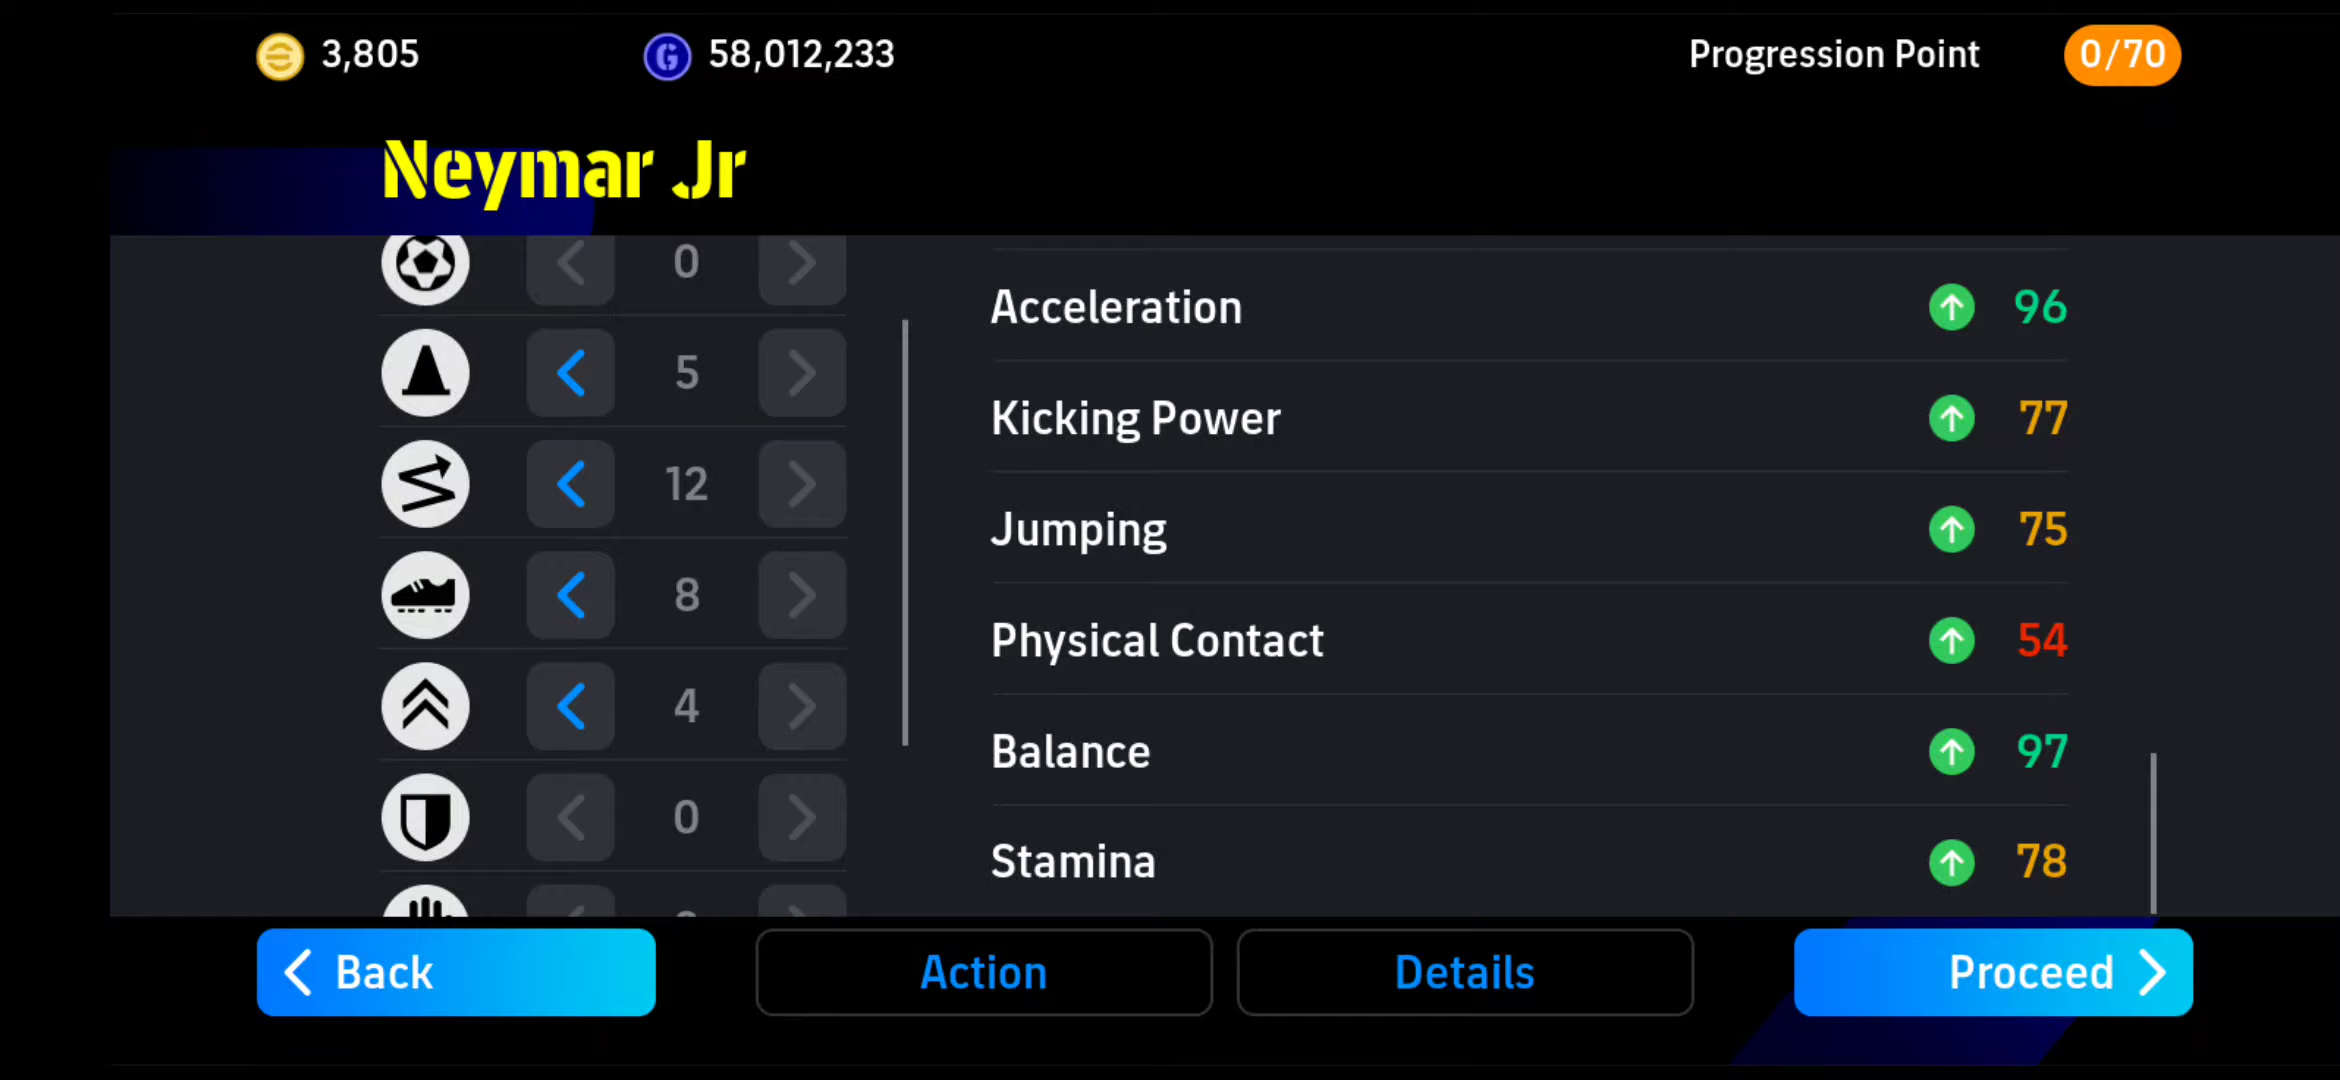 3,805
58,012,233
Progression Point
0/70
Neymar Jr
0
5
12
8
4
0
Acceleration 96
Kicking Power 77
Jumping 75
Physical Contact 54
Balance 97
Stamina 78
Back
Action
Details
Proceed